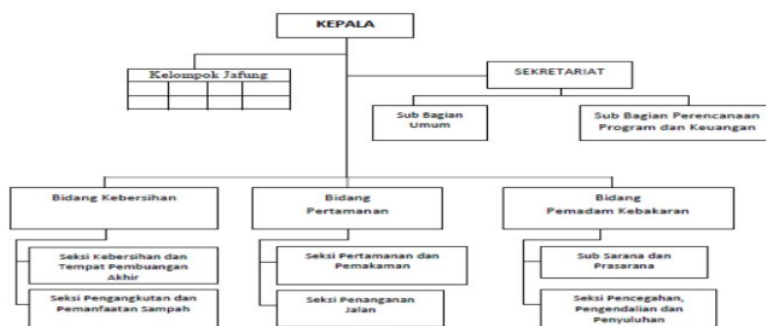 KEPALA
Kelompok Jafung
SEKRETARIAT
Sub Bagian
Umum
Sub Bagian Perencanaan
Program dan Keuangan
Bidang Kebersihan
Bidang
Pertamanan
Bidang
Pemadam Kebakaran
Seksi Kebersihan dan
Tempat Pembuangan
Akhir
Seksi Pengangkutan dan
Pemanfaatan Sampah
Seksi Pertamanan dan
Pemakaman
Seksi Penanganan
Jalan
Sub Sarana dan
Prasarana
Seksi Pencegahan,
Pengendalian dan
Penyuluhan